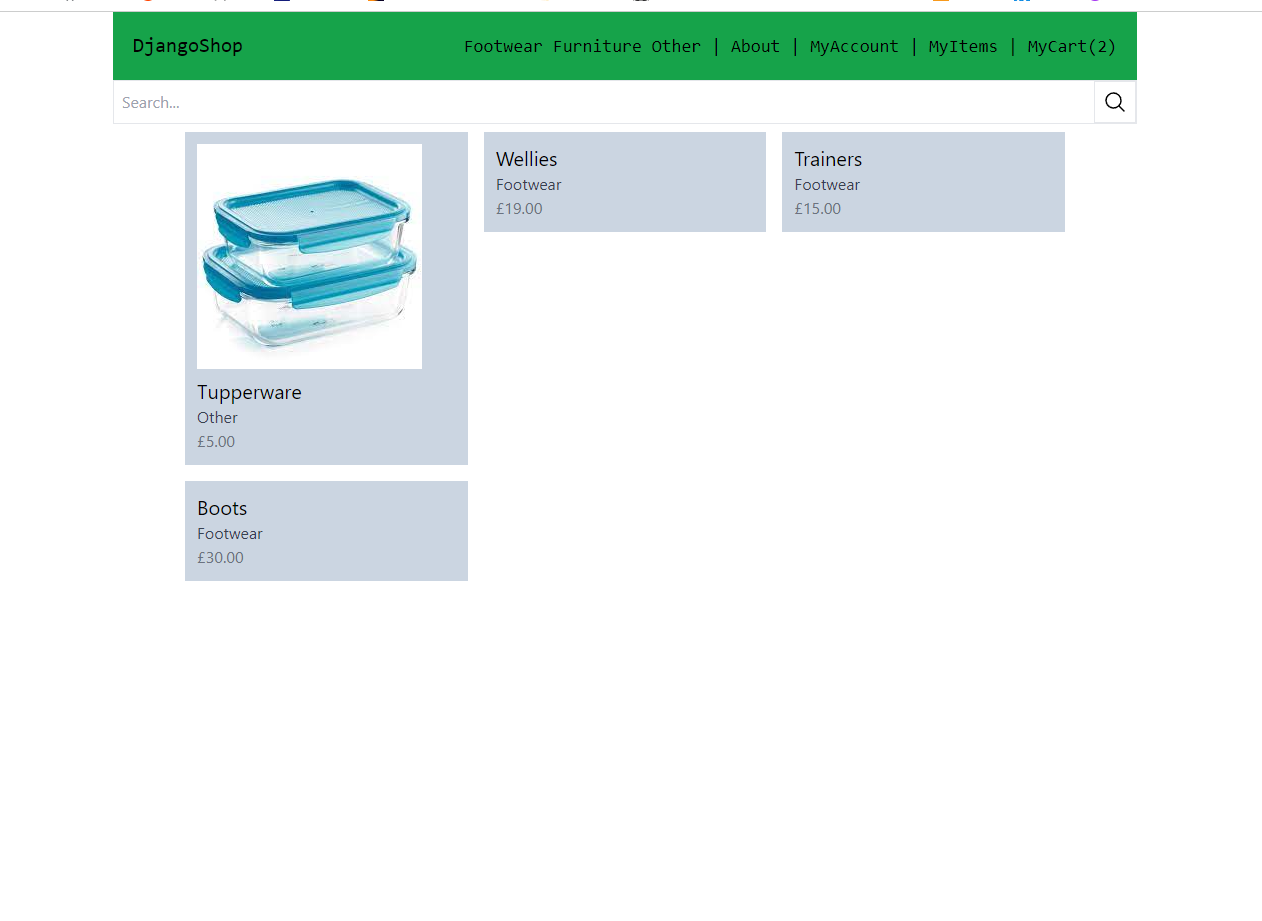 DjangoShop
Footwear Furniture Other | About | MyAccount | MyItems | MyCart(2)
Search...
Tupperware
Other
£5.00
Wellies
Footwear
£19.00
Trainers
Footwear
£15.00
Boots
Footwear
£30.00